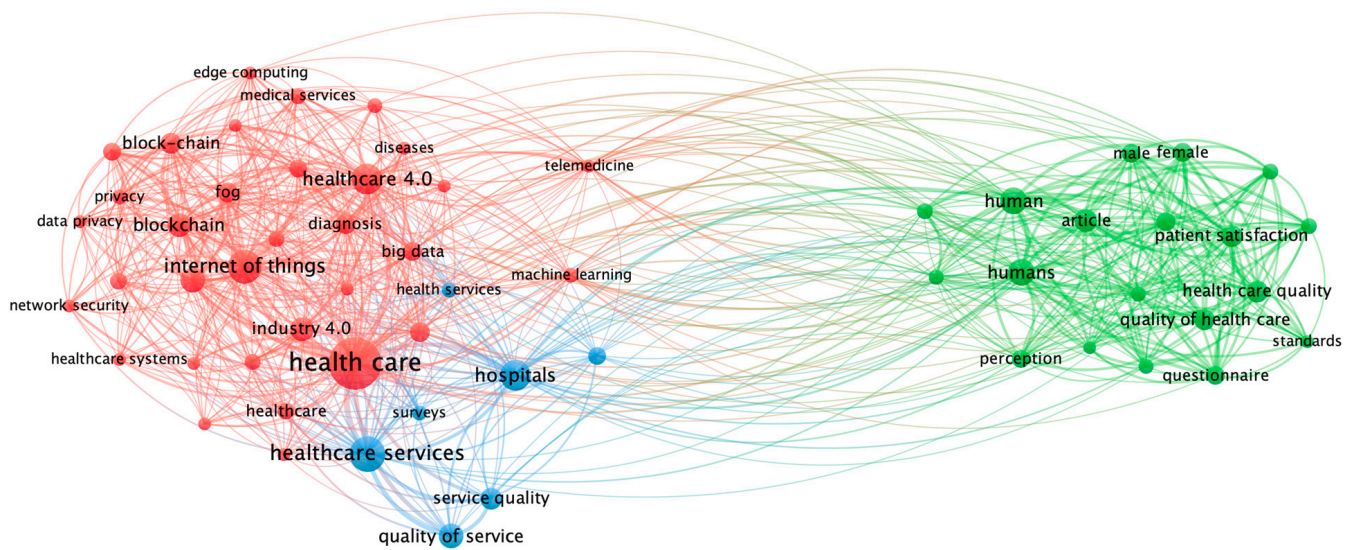 edge computing
medical services
block-chain
diseases
healthcare 4.0
telemedicine
privacy
fog
data privacy
blockchain
diagnosis
big data
internet of things
machine learning
health services
network security
industry 4.0
healthcare systems
health care
hospitals
healthcare
surveys
healthcare services
service quality
quality of service
male
female
human
article
patient satisfaction
humans
health care quality
quality of health care
standards
perception
questionnaire